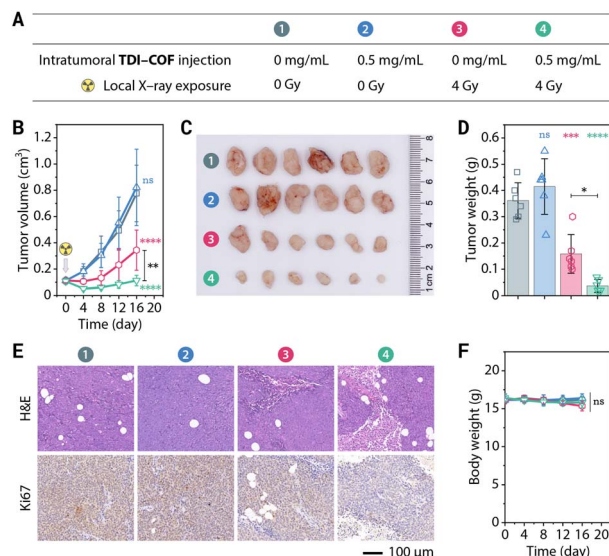 A
1 2 3 4
Intratumoral TDI–COF injection 0 mg/mL 0.5 mg/mL 0 mg/mL 0.5 mg/mL
Local X–ray exposure 0 Gy 0 Gy 4 Gy 4 Gy
B
Tumor volume (cm3)
1.2
1.0
0.8
0.6
0.4
0.2
0
ns
****
**
****
0 4 8 12 16 20
Time (day)
C
1
2
3
4
8
7
6
5
4
3
2
1 cm
D
Tumor weight (g)
0.6
0.5
0.4
0.3
0.2
0.1
0
ns *** ****
*
E
1 2 3 4
H&E
Ki67
100 µm
F
Body weight (g)
25
20
15
10
5
0
ns
0 4 8 12 16 20
Time (day)